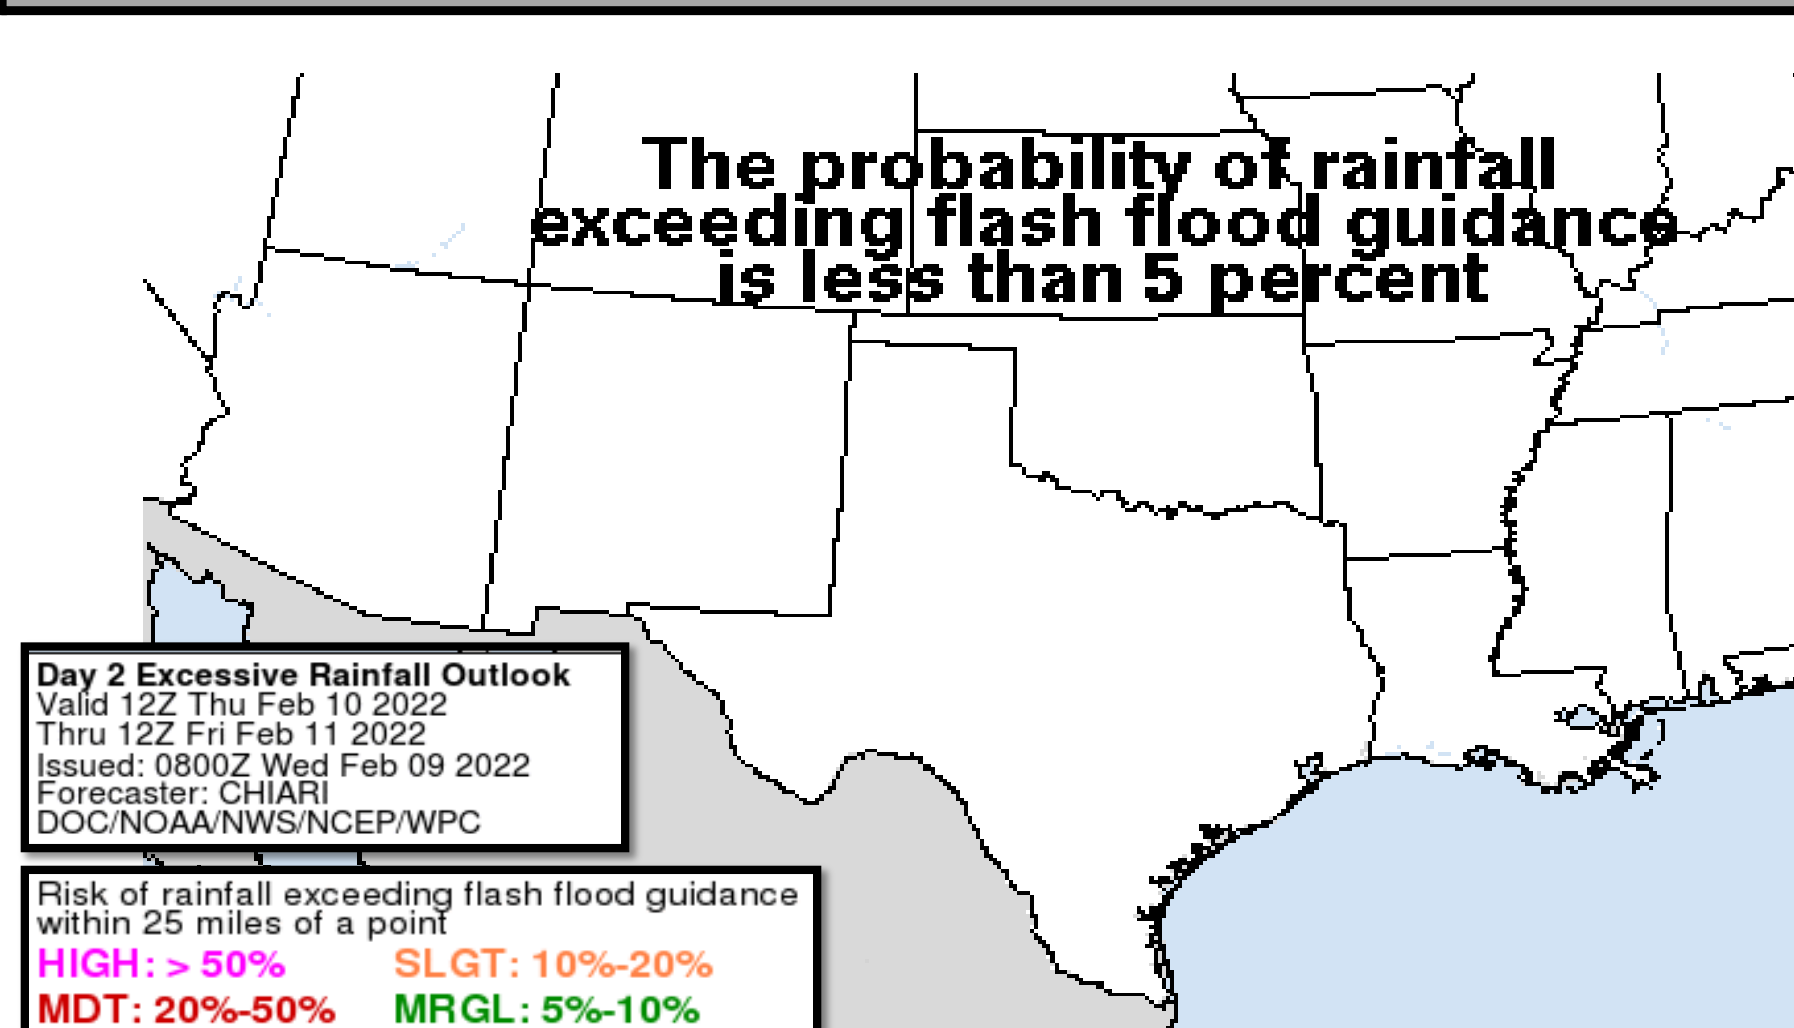 The probability of rainfall
exceeding flash flood guidance
is less than 5 percent
Day 2 Excessive Rainfall Outlook
Valid 12Z Thu Feb 10 2022
Thru 12Z Fri Feb 11 2022
Issued: 0800Z Wed Feb 09 2022
Forecaster: CHIARI
DOC/NOAA/NWS/NCEP/WPC
Risk of rainfall exceeding flash flood guidance
within 25 miles of a point
HIGH: > 50% SLGT: 10%-20%
MDT: 20%-50% MRGL: 5%-10%